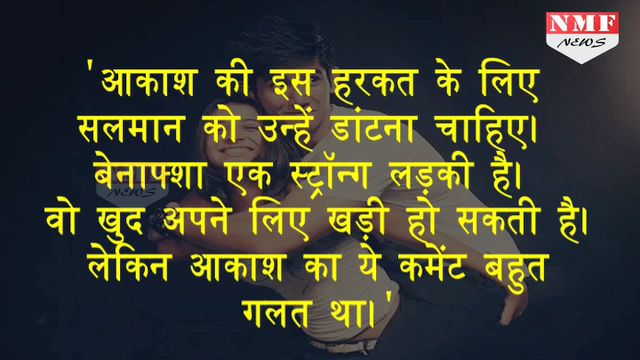 NMF
NEWS
'आकाश की इस हरकत के लिए
सलमान को उन्हें डांटना चाहिए।
बेनाफ्शा एक स्ट्रॉन्ग लड़की है।
वो खुद अपने लिए खड़ी हो सकती है।
लेकिन आकाश का ये कमेंट बहुत
गलत था।'